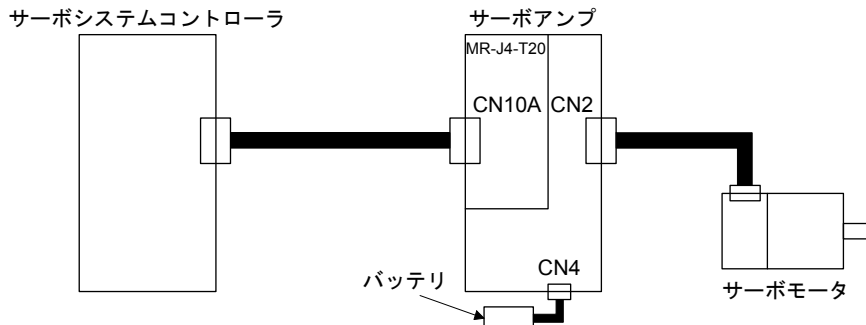 サーボシステムコントローラ
サーボアンプ
MR-J4-T20
CN10A
CN2
CN4
バッテリ
サーボモータ